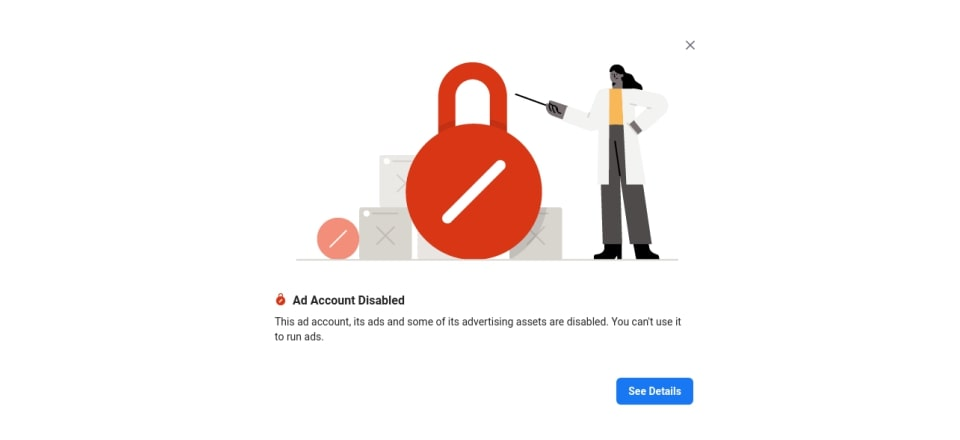 Ad Account Disabled
This ad account, its ads and some of its advertising assets are disabled. You can't use it
to run ads.
See Details